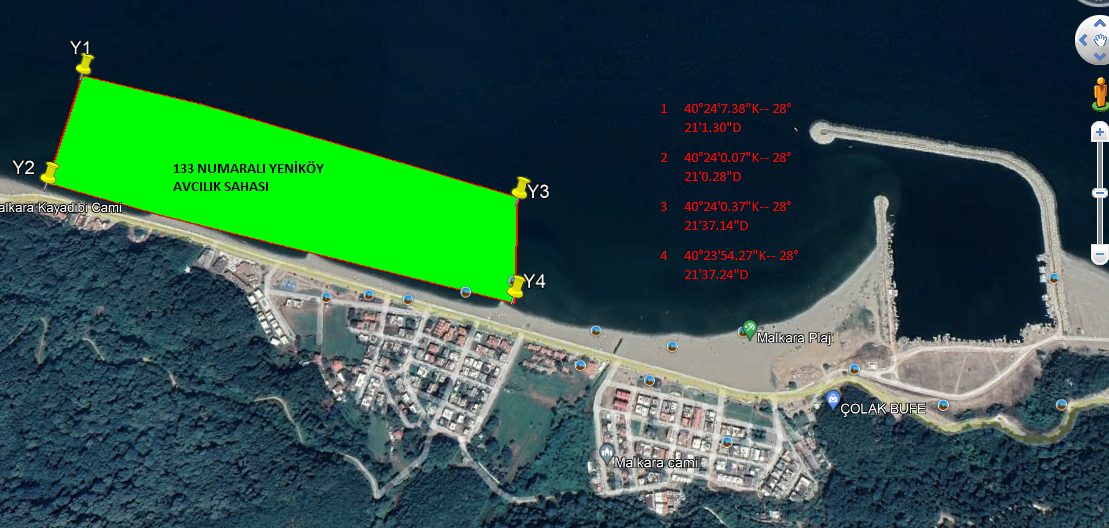 Y1
Y2
133 NUMARALI YENİKÖY
AVCILIK SAHASI
Y3
Y4
1 40°24'7.38"K-- 28°
21'1.30"D
2 40°24'0.07"K-- 28°
21'0.28"D
3 40°24'0.37"K-- 28°
21'37.14"D
4 40°23'54.27"K-- 28°
21'37.24"D
alkara Kayadibi Cami
Malkara Plajı
ÇOLAK BÜFE
Malkara cami